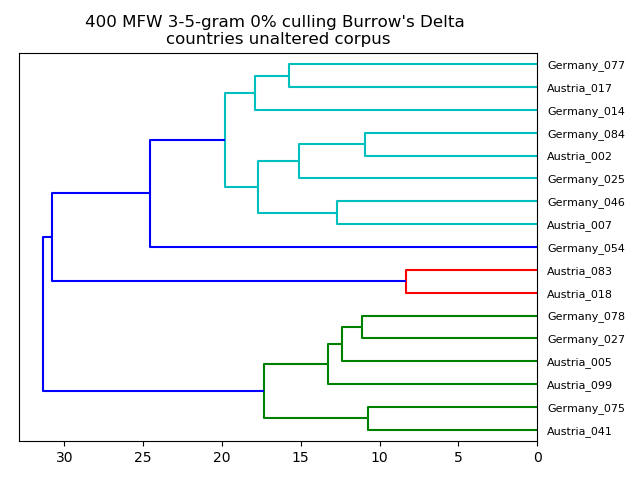 400 MFW 3-5-gram 0% culling Burrow's Delta
countries unaltered corpus
Germany_077
Austria_017
Germany_014
Germany_084
Austria_002
Germany_025
Germany_046
Austria_007
Germany_054
Austria_083
Austria_018
Germany_078
Germany_027
Austria_005
Austria_099
Germany_075
Austria_041
30 25 20 15 10 5 0